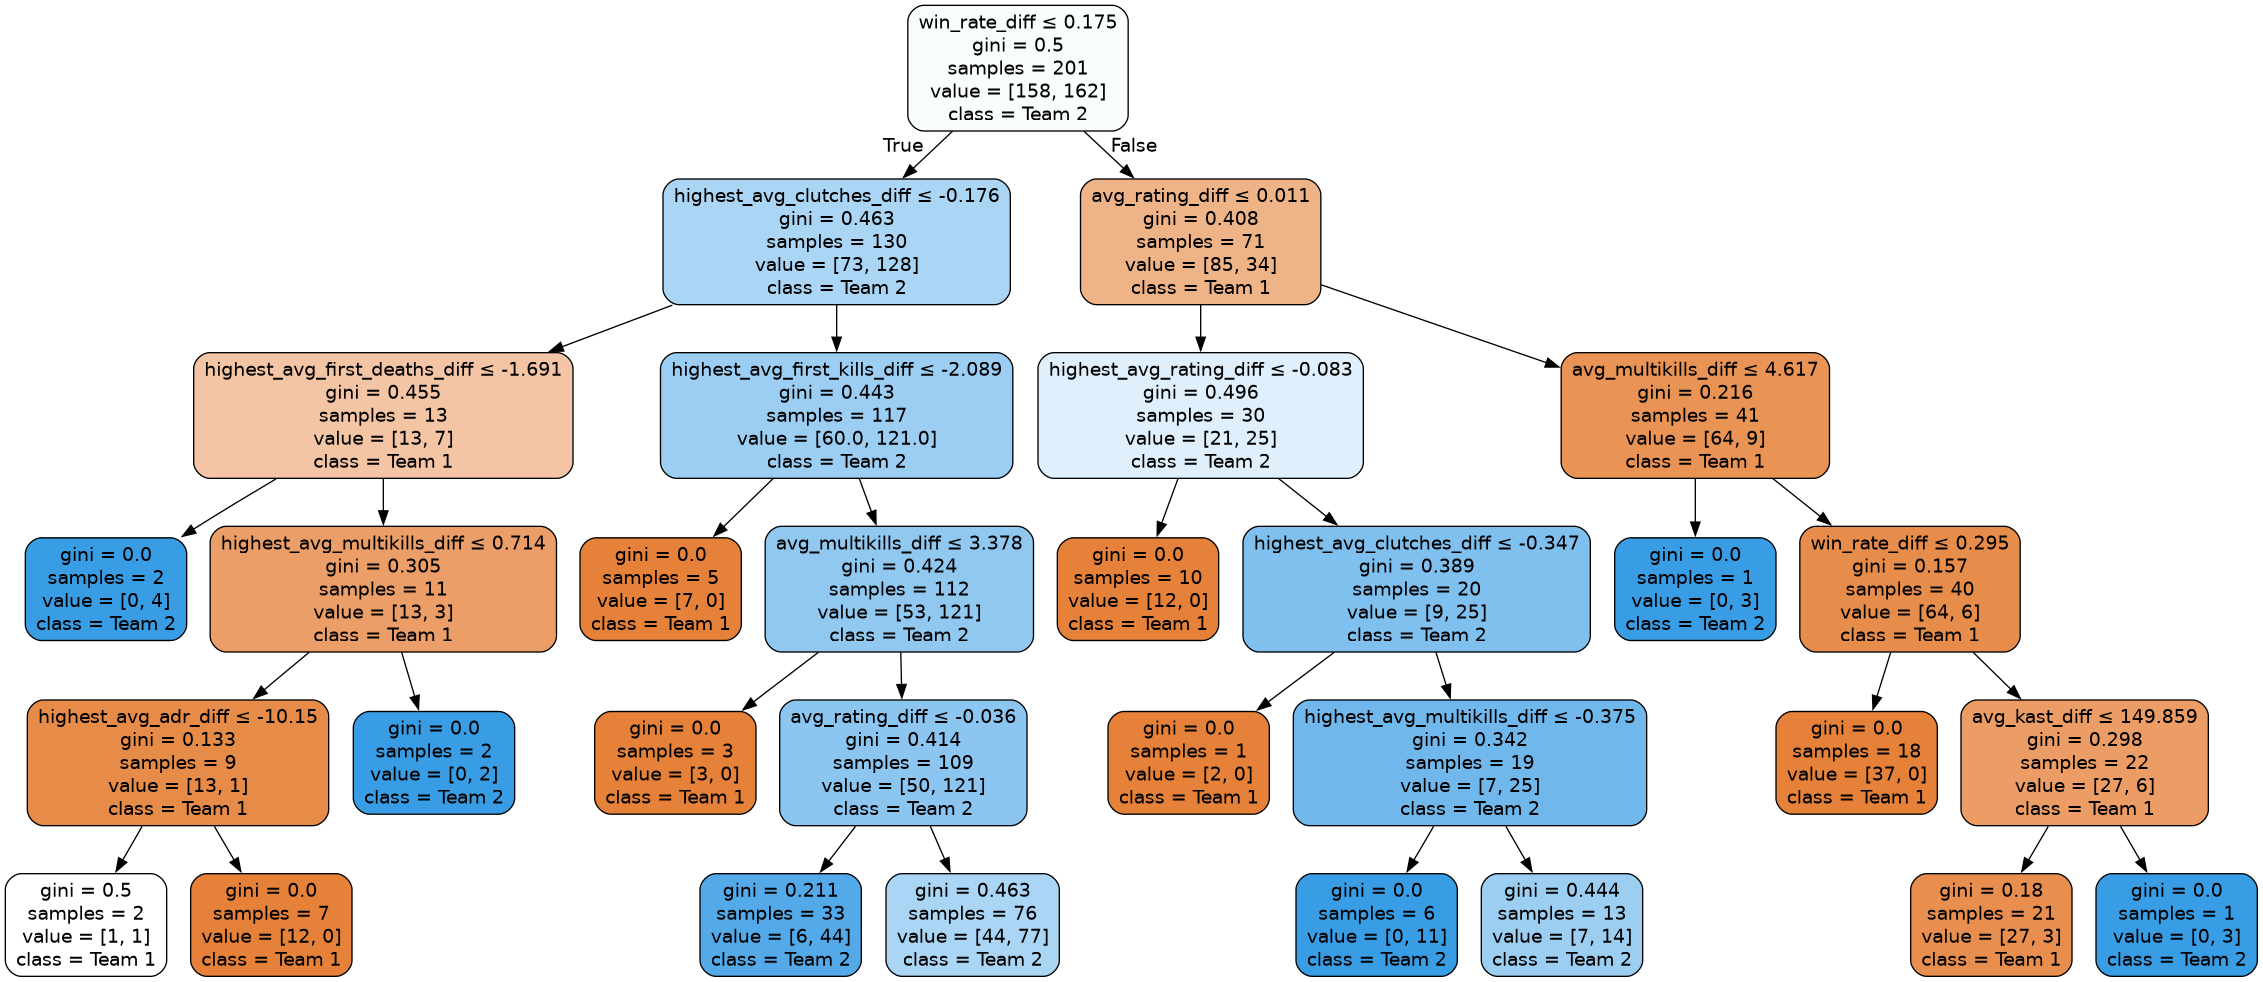 win_rate_diff ≤ 0.175
gini = 0.5
samples = 201
value = [158, 162]
class = Team 2
True
False
highest_avg_clutches_diff ≤ -0.176
gini = 0.463
samples = 130
value = [73, 128]
class = Team 2
avg_rating_diff ≤ 0.011
gini = 0.408
samples = 71
value = [85, 34]
class = Team 1
highest_avg_first_deaths_diff ≤ -1.691
gini = 0.455
samples = 13
value = [13, 7]
class = Team 1
highest_avg_first_kills_diff ≤ -2.089
gini = 0.443
samples = 117
value = [60.0, 121.0]
class = Team 2
highest_avg_rating_diff ≤ -0.083
gini = 0.496
samples = 30
value = [21, 25]
class = Team 2
avg_multikills_diff ≤ 4.617
gini = 0.216
samples = 41
value = [64, 9]
class = Team 1
gini = 0.0
samples = 2
value = [0, 4]
class = Team 2
highest_avg_multikills_diff ≤ 0.714
gini = 0.305
samples = 11
value = [13, 3]
class = Team 1
gini = 0.0
samples = 5
value = [7, 0]
class = Team 1
avg_multikills_diff ≤ 3.378
gini = 0.424
samples = 112
value = [53, 121]
class = Team 2
gini = 0.0
samples = 10
value = [12, 0]
class = Team 1
highest_avg_clutches_diff ≤ -0.347
gini = 0.389
samples = 20
value = [9, 25]
class = Team 2
gini = 0.0
samples = 1
value = [0, 3]
class = Team 2
win_rate_diff ≤ 0.295
gini = 0.157
samples = 40
value = [64, 6]
class = Team 1
highest_avg_adr_diff ≤ -10.15
gini = 0.133
samples = 9
value = [13, 1]
class = Team 1
gini = 0.0
samples = 2
value = [0, 2]
class = Team 2
gini = 0.0
samples = 3
value = [3, 0]
class = Team 1
avg_rating_diff ≤ -0.036
gini = 0.414
samples = 109
value = [50, 121]
class = Team 2
gini = 0.0
samples = 1
value = [2, 0]
class = Team 1
highest_avg_multikills_diff ≤ -0.375
gini = 0.342
samples = 19
value = [7, 25]
class = Team 2
gini = 0.0
samples = 18
value = [37, 0]
class = Team 1
avg_kast_diff ≤ 149.859
gini = 0.298
samples = 22
value = [27, 6]
class = Team 1
gini = 0.5
samples = 2
value = [1, 1]
class = Team 1
gini = 0.0
samples = 7
value = [12, 0]
class = Team 1
gini = 0.211
samples = 33
value = [6, 44]
class = Team 2
gini = 0.463
samples = 76
value = [44, 77]
class = Team 2
gini = 0.0
samples = 6
value = [0, 11]
class = Team 2
gini = 0.444
samples = 13
value = [7, 14]
class = Team 2
gini = 0.18
samples = 21
value = [27, 3]
class = Team 1
gini = 0.0
samples = 1
value = [0, 3]
class = Team 2